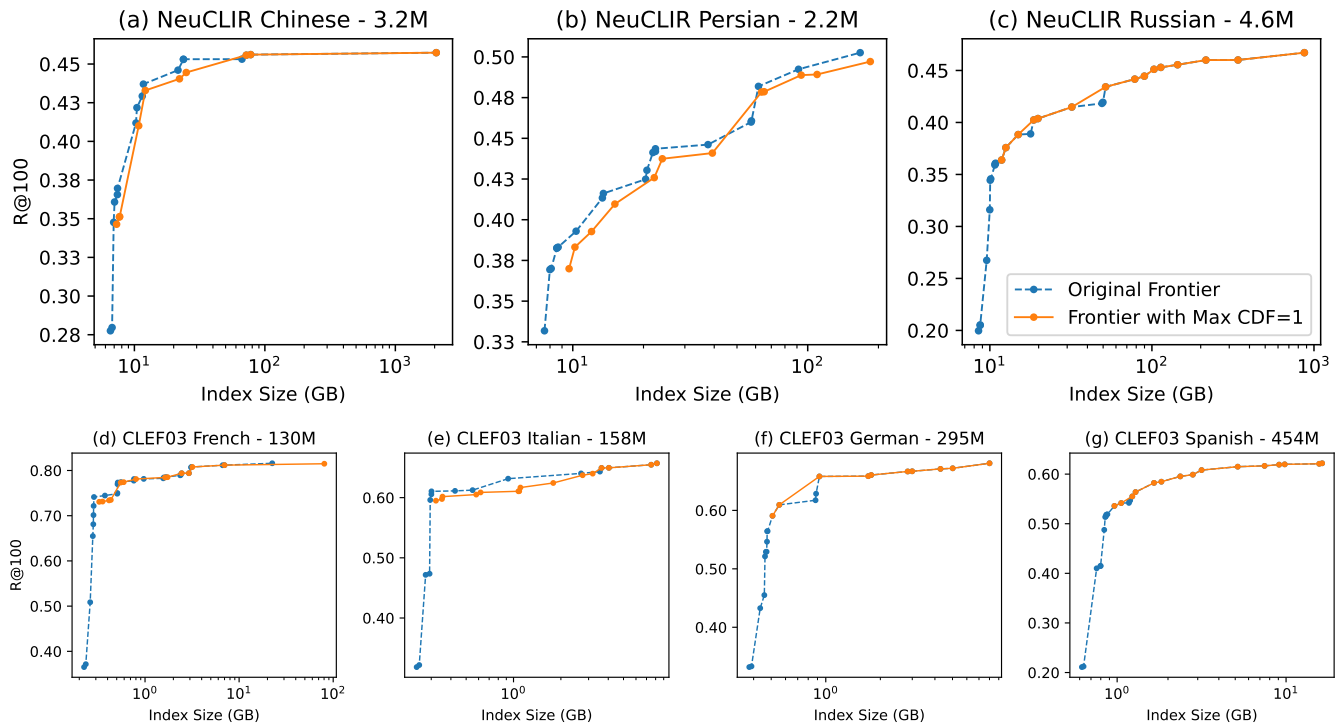 (a) NeuCLIR Chinese - 3.2M
(b) NeuCLIR Persian - 2.2M
(c) NeuCLIR Russian - 4.6M
R@100
0.45
0.43
0.40
0.38
0.35
0.33
0.30
0.28
10¹
10²
10³
Index Size (GB)
0.50
0.48
0.45
0.43
0.40
0.38
0.35
0.33
10¹
10²
Index Size (GB)
0.45
0.40
0.35
0.30
0.25
0.20
Original Frontier
Frontier with Max CDF=1
10¹
10²
10³
Index Size (GB)
(d) CLEF03 French - 130M
(e) CLEF03 Italian - 158M
(f) CLEF03 German - 295M
(g) CLEF03 Spanish - 454M
R@100
0.80
0.70
0.60
0.50
0.40
10⁰
10¹
10²
Index Size (GB)
0.60
0.50
0.40
10⁰
Index Size (GB)
0.60
0.50
0.40
10⁰
Index Size (GB)
0.60
0.50
0.40
0.30
0.20
10⁰
10¹
Index Size (GB)